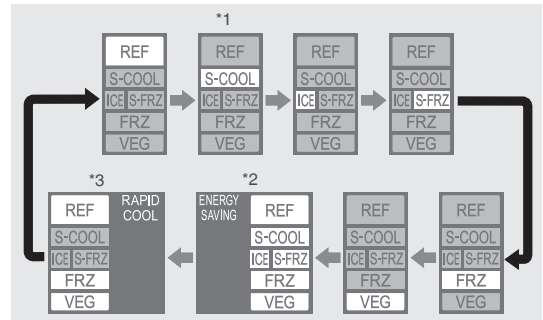 *1
REF
S-COOL
ICE S-FRZ
FRZ
VEG
REF
S-COOL
ICE S-FRZ
FRZ
VEG
REF
S-COOL
ICE S-FRZ
FRZ
VEG
REF
S-COOL
ICE S-FRZ
FRZ
VEG
*3
REF
S-COOL
ICE S-FRZ
FRZ
VEG
RAPID
COOL
*2
ENERGY
SAVING
REF
S-COOL
ICE S-FRZ
FRZ
VEG
REF
S-COOL
ICE S-FRZ
FRZ
VEG
REF
S-COOL
ICE S-FRZ
FRZ
VEG